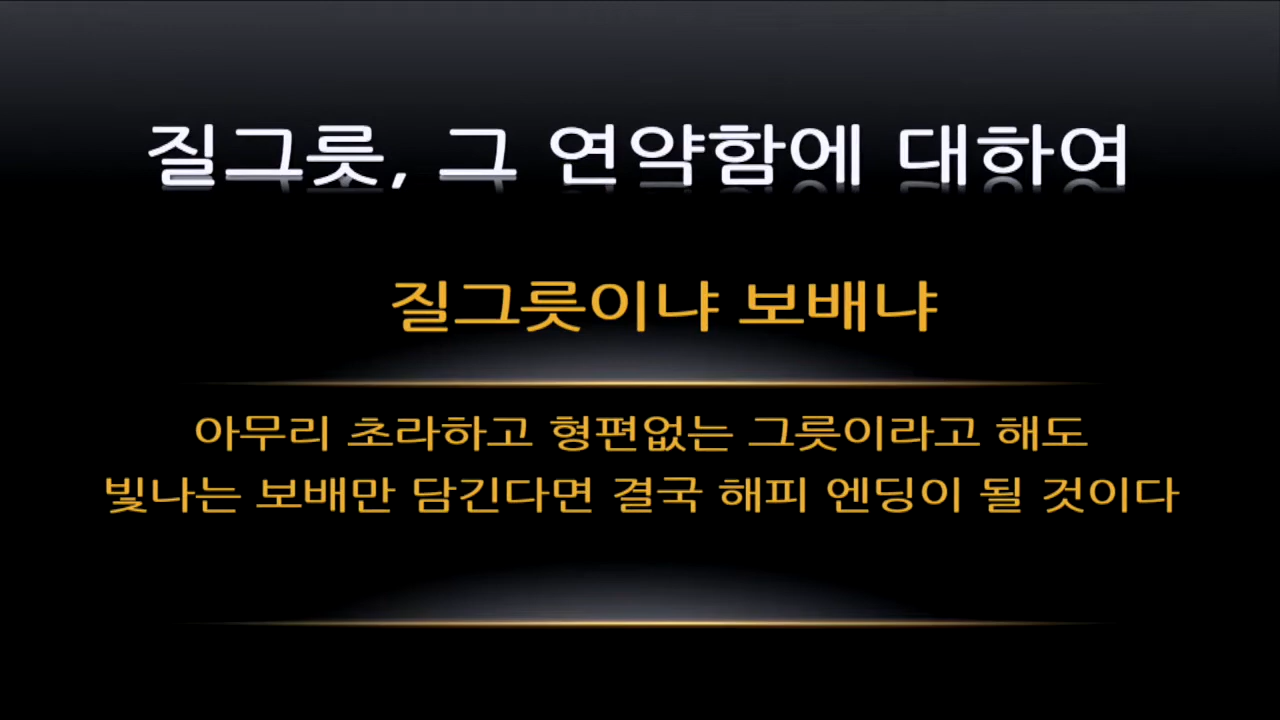 질그릇, 그 연약함에 대하여
질그릇이냐 보배냐
아무리 초라하고 형편없는 그릇이라고 해도
빛나는 보배만 담긴다면 결국 해피 엔딩이 될 것이다